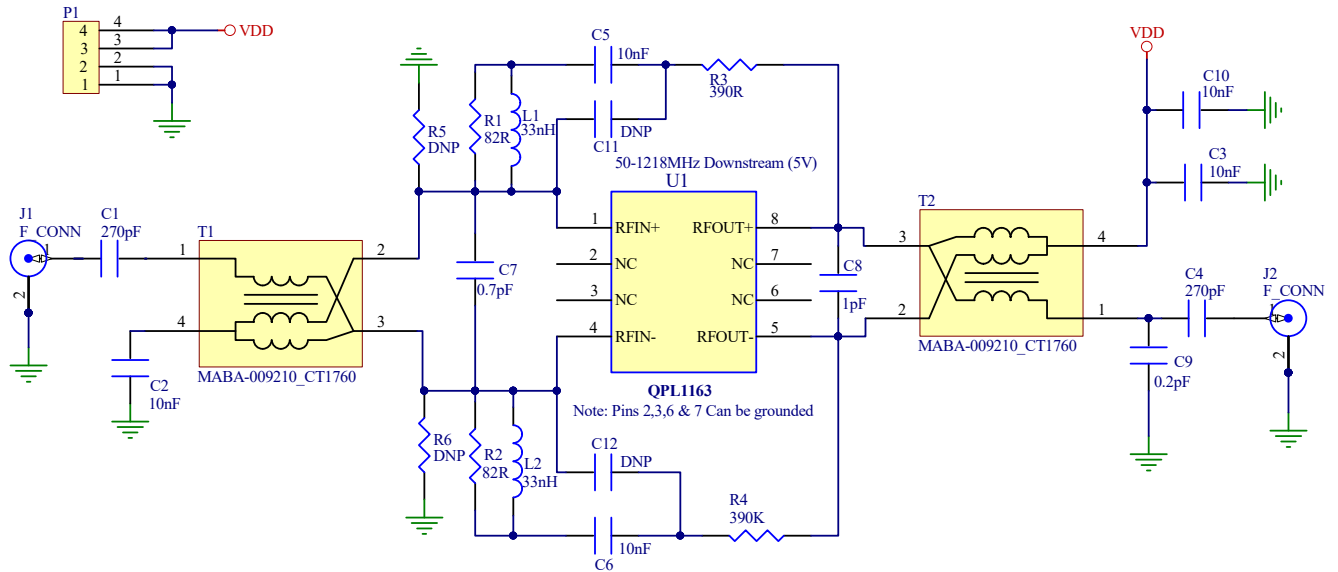 P1
4 4
3 3
2 2
1 1
VDD
C5
10nF
R3
390R
R5
DNP
R1
82R
L1
33nH
C11
DNP
50-1218MHz Downstream (5V)
U1
VDD
C10
10nF
C3
10nF
J1
F_CONN
1
2
C1
270pF
T1
1
2
4
3
MABA-009210_CT1760
C2
10nF
C7
0.7pF
1 RFIN+ RFOUT+ 8
2 NC NC 7
3 NC NC 6
4 RFIN- RFOUT- 5
QPL1163
Note: Pins 2,3,6 & 7 Can be grounded
C8
1pF
T2
3
4
2
1
MABA-009210_CT1760
C4
270pF
J2
F_CONN
1
2
C9
0.2pF
R6
DNP
R2
82R
L2
33nH
C12
DNP
R4
390K
C6
10nF